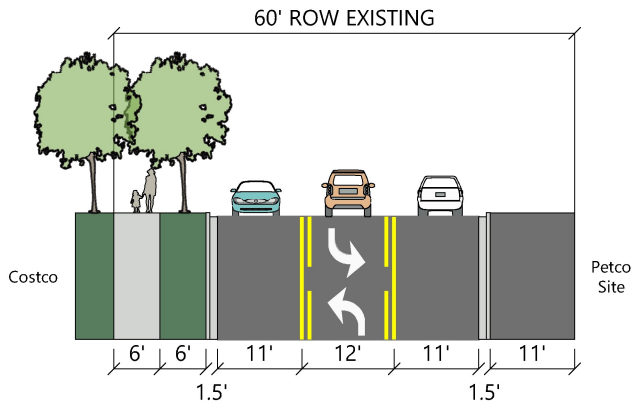 60' ROW EXISTING
Costco
Petco
Site
6' 6' 11' 12' 11' 11'
1.5' 1.5'